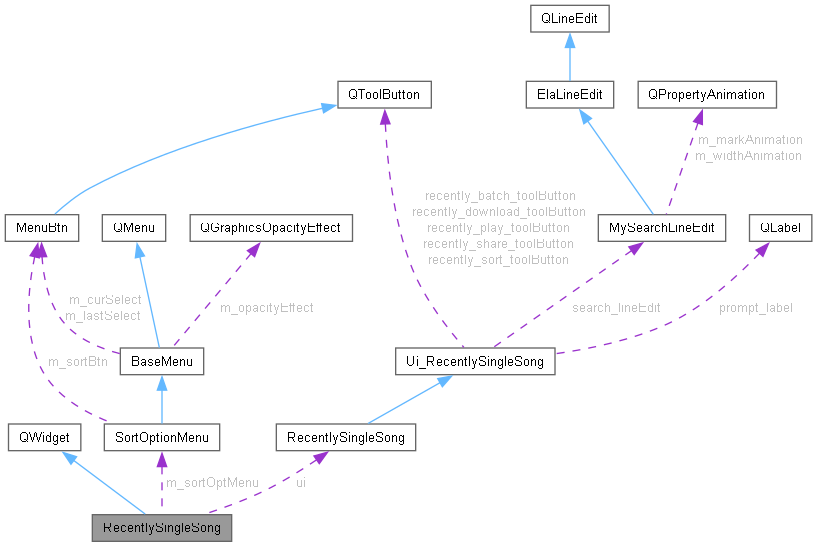 QLineEdit
QToolButton
ElaLineEdit
QPropertyAnimation
m_markAnimation
m_widthAnimation
recently_batch_toolButton
recently_download_toolButton
recently_play_toolButton
recently_share_toolButton
recently_sort_toolButton
MenuBtn
QMenu
QGraphicsOpacityEffect
MySearchLineEdit
QLabel
m_curSelect
m_lastSelect
m_opacityEffect
search_lineEdit
prompt_label
m_sortBtn
BaseMenu
Ui_RecentlySingleSong
QWidget
SortOptionMenu
RecentlySingleSong
m_sortOptMenu
ui
RecentlySingleSong